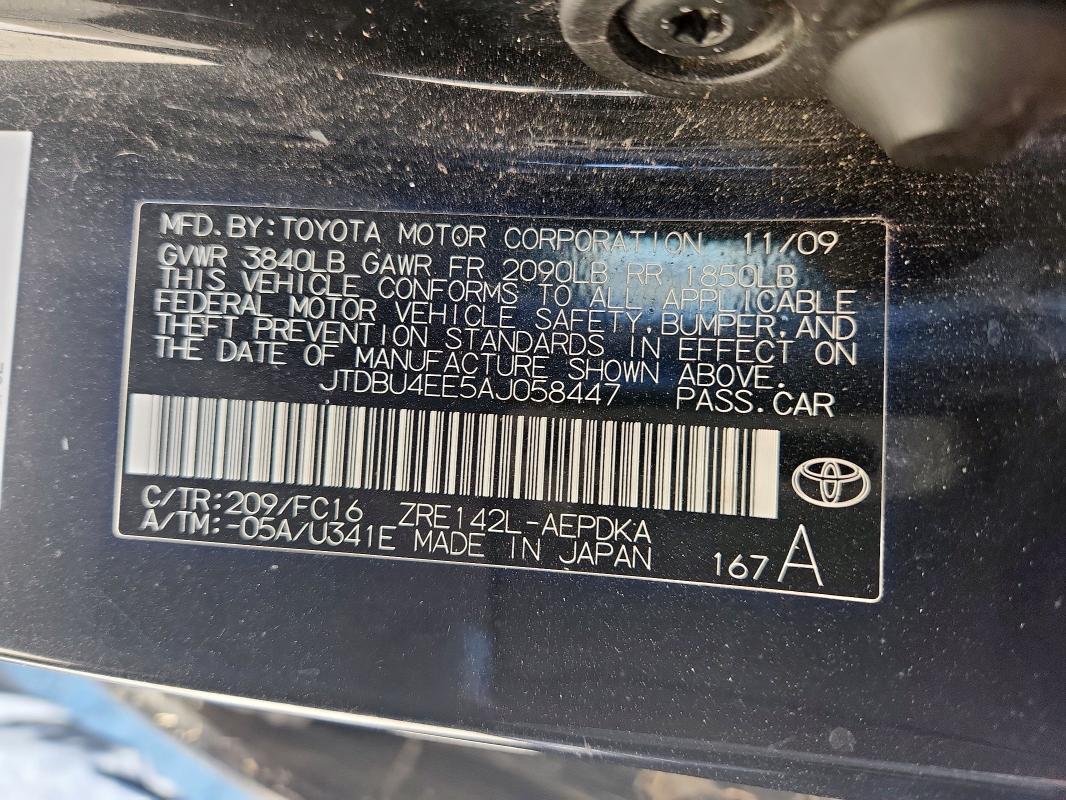 MFD. BY: TOYOTA MOTOR CORPORATION 11/09
GVWR 3840LB GAWR FR 2090LB RR 1850LB
THIS VEHICLE CONFORMS TO ALL APPLICABLE
FEDERAL MOTOR VEHICLE SAFETY, BUMPER, AND
THEFT PREVENTION STANDARDS IN EFFECT ON
THE DATE OF MANUFACTURE SHOWN ABOVE.
JTDBU4EE5AJ058447 PASS. CAR
C/TR: 209/FC16 ZRE142L-AEPDKA
A/TM: -05A/U341E MADE IN JAPAN 167 A